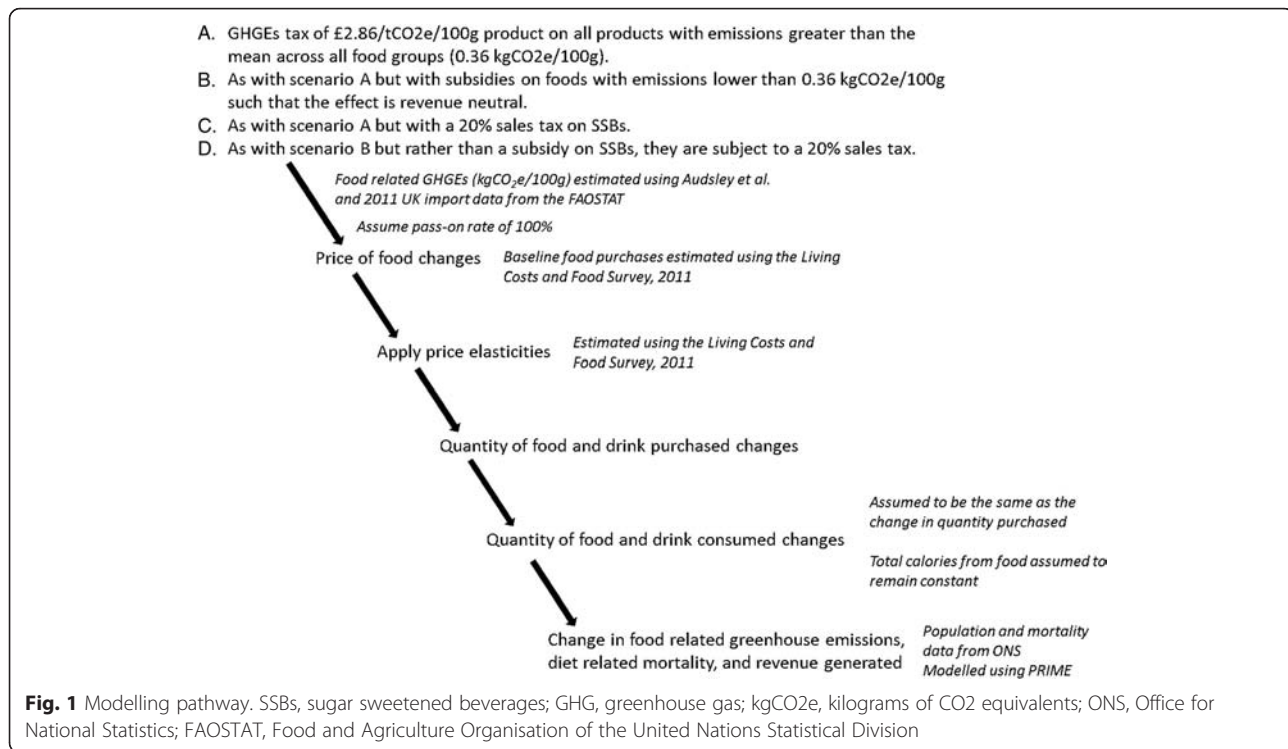 A. GHGEs tax of £2.86/tCO2e/100g product on all products with emissions greater than the
mean across all food groups (0.36 kgCO2e/100g).
B. As with scenario A but with subsidies on foods with emissions lower than 0.36 kgCO2e/100g
such that the effect is revenue neutral.
C. As with scenario A but with a 20% sales tax on SSBs.
D. As with scenario B but rather than a subsidy on SSBs, they are subject to a 20% sales tax.
Food related GHGEs (kgCO₂e/100g) estimated using Audsley et al.
and 2011 UK import data from the FAOSTAT
Assume pass-on rate of 100%
Price of food changes
Baseline food purchases estimated using the Living
Costs and Food Survey, 2011
Apply price elasticities
Estimated using the Living Costs and
Food Survey, 2011
Quantity of food and drink purchased changes
Quantity of food and drink consumed changes
Assumed to be the same as the
change in quantity purchased
Total calories from food assumed to
remain constant
Change in food related greenhouse emissions,
diet related mortality, and revenue generated
Population and mortality
data from ONS
Modelled using PRIME
Fig. 1 Modelling pathway. SSBs, sugar sweetened beverages; GHG, greenhouse gas; kgCO2e, kilograms of CO2 equivalents; ONS, Office for
National Statistics; FAOSTAT, Food and Agriculture Organisation of the United Nations Statistical Division